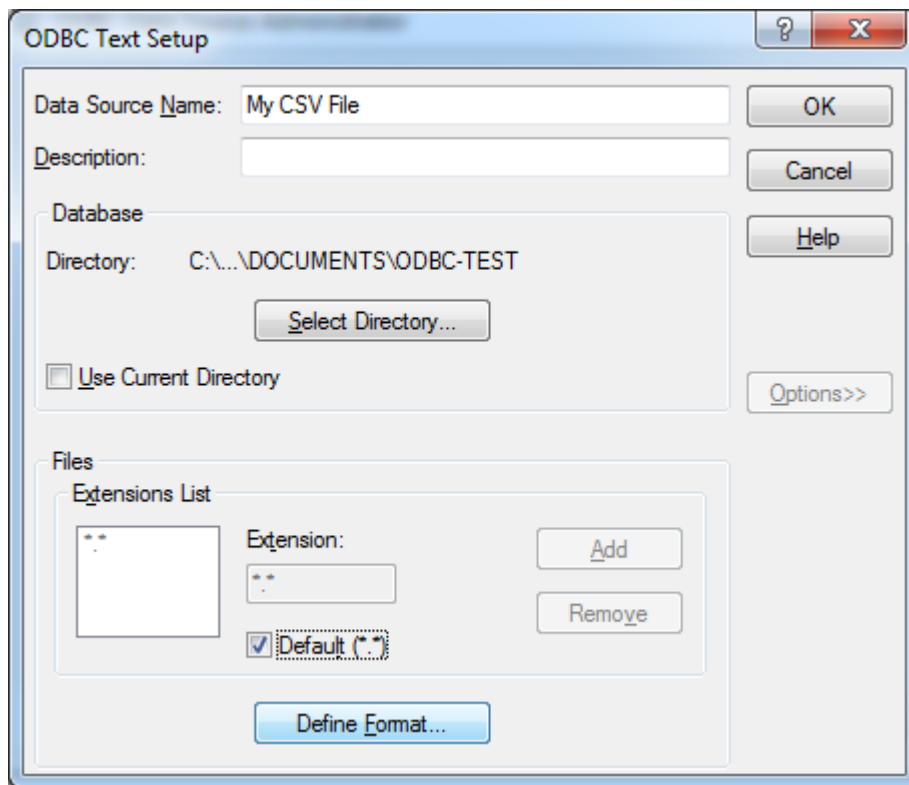 ODBC Text Setup
Data Source Name: My CSV File
OK
Description:
Cancel
Database
Help
Directory: C:\...\DOCUMENTS\ODBC-TEST
Select Directory...
Use Current Directory
Options>>
Files
Extensions List
*.*
Extension:
Add
*.*
Remove
Default (*.*)
Define Format...